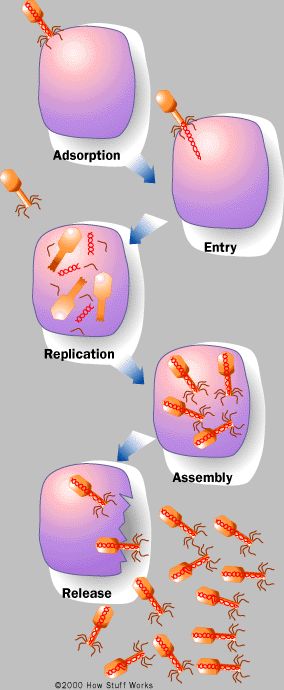 Adsorption
Entry
Replication
Assembly
Release
©2000 How Stuff Works